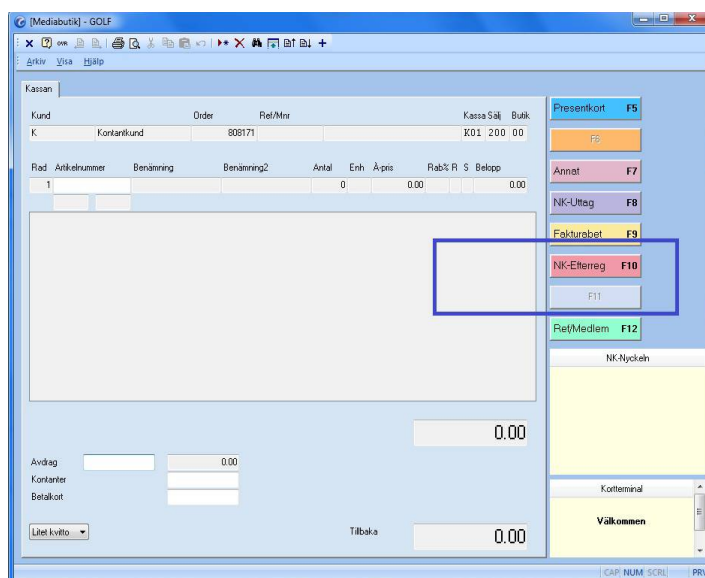 [Mediabutik] - GOLF
OVR
Arkiv Visa Hjälp
Kassan
Kund Order Ref/Mnr Kassa Sälj Butik
K Kontantkund 808171 K01 200 00
Rad Artikelnummer Benämning Benämning2 Antal Enh À-pris Rab% R S Belopp
1 0 0.00 0.00
Presentkort F5
F6
Annat F7
NK-Uttag F8
Fakturabet F9
NK-Efterreg F10
F11
Ref/Medlem F12
NK-Nyckeln
0.00
Avdrag 0.00
Kontanter
Betalkort
Litet kvitto
Tillbaka 0.00
Kortterminal
Välkommen
CAP NUM SCRL PRV